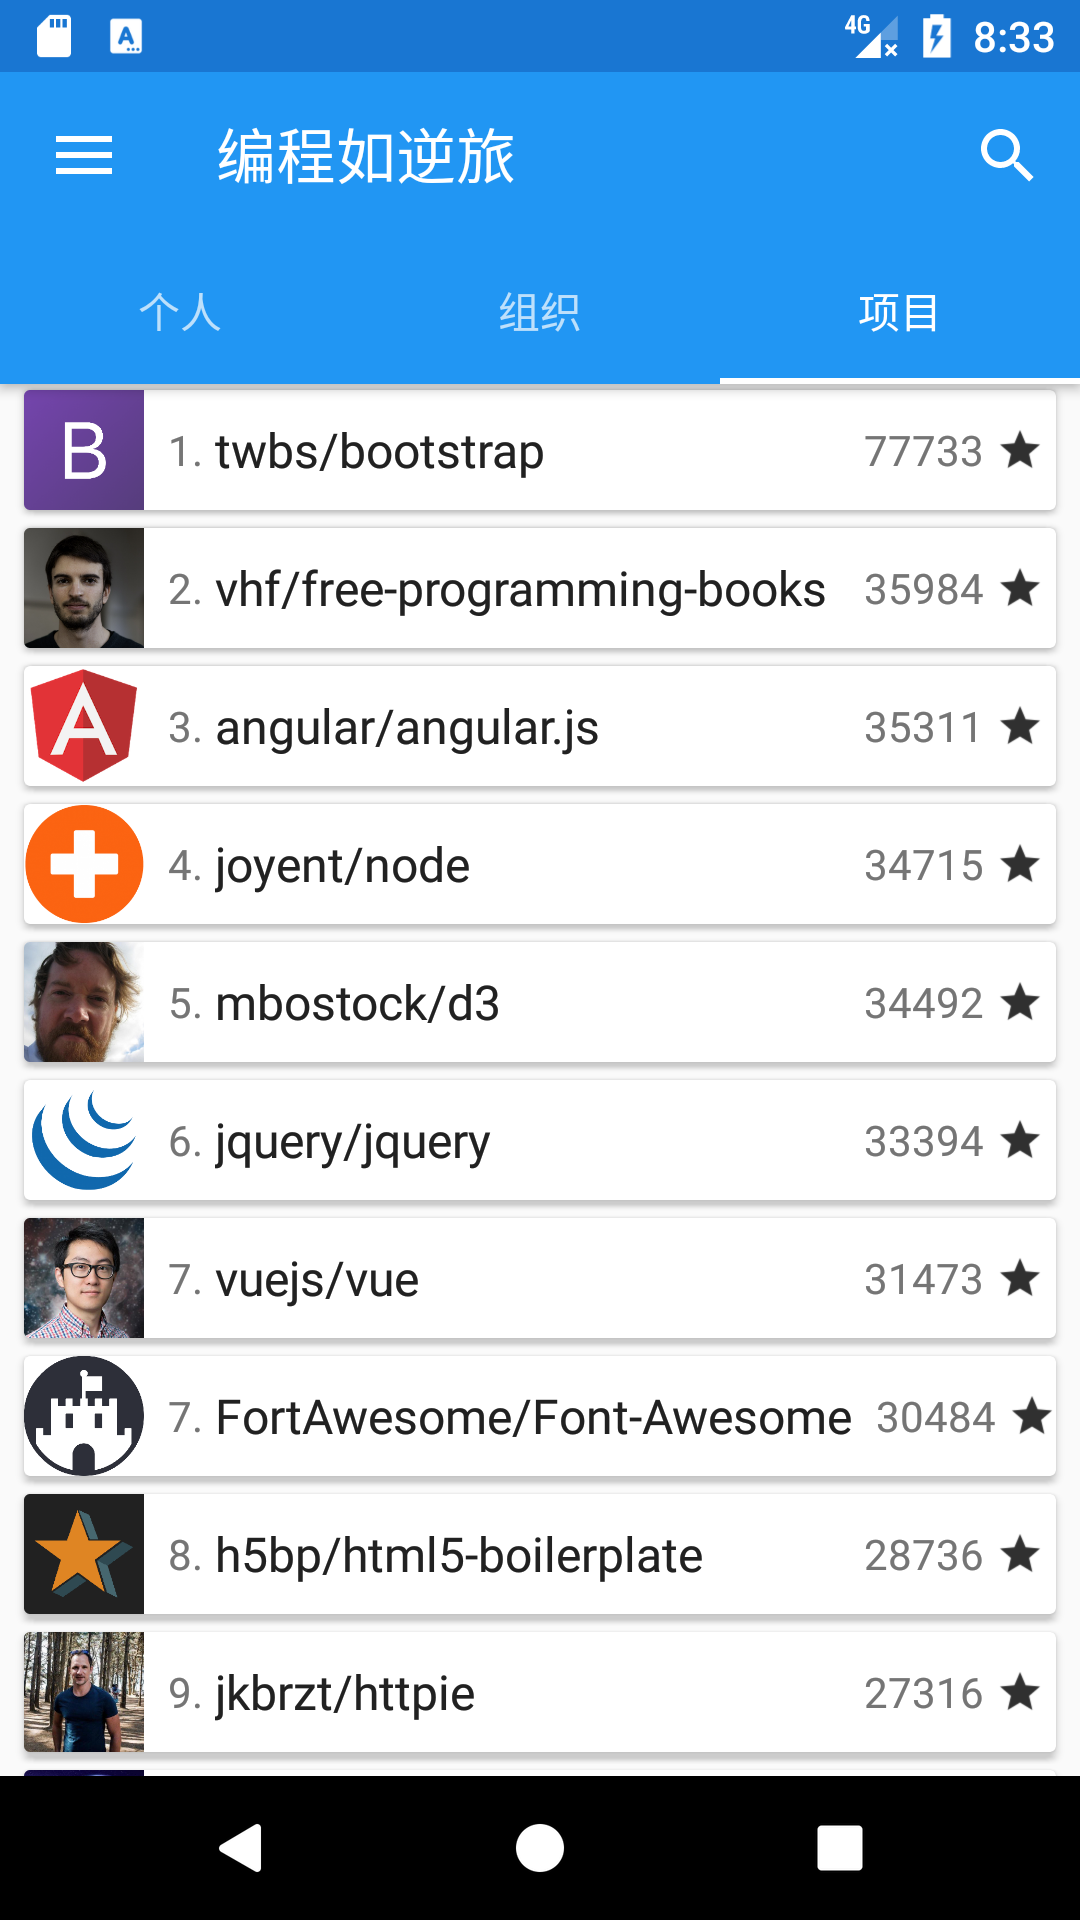 4G 8:33
编程如逆旅
个人 组织 项目
B 1. twbs/bootstrap 77733
2. vhf/free-programming-books 35984
A 3. angular/angular.js 35311
4. joyent/node 34715
5. mbostock/d3 34492
6. jquery/jquery 33394
7. vuejs/vue 31473
7. FortAwesome/Font-Awesome 30484
8. h5bp/html5-boilerplate 28736
9. jkbrzt/httpie 27316